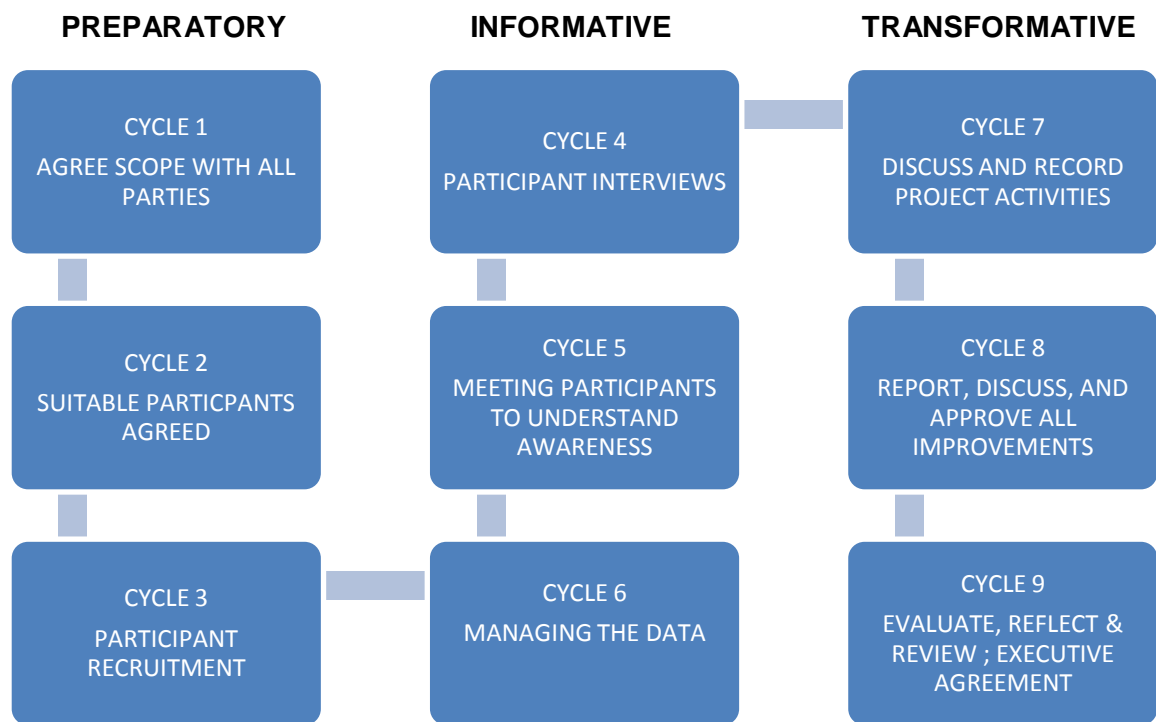 PREPARATORY
INFORMATIVE
TRANSFORMATIVE
CYCLE 1
AGREE SCOPE WITH ALL
PARTIES
CYCLE 2
SUITABLE PARTICPANTS
AGREED
CYCLE 3
PARTICIPANT
RECRUITMENT
CYCLE 4
PARTICIPANT INTERVIEWS
CYCLE 5
MEETING PARTICIPANTS
TO UNDERSTAND
AWARENESS
CYCLE 6
MANAGING THE DATA
CYCLE 7
DISCUSS AND RECORD
PROJECT ACTIVITIES
CYCLE 8
REPORT, DISCUSS, AND
APPROVE ALL
IMPROVEMENTS
CYCLE 9
EVALUATE, REFLECT &
REVIEW ; EXECUTIVE
AGREEMENT